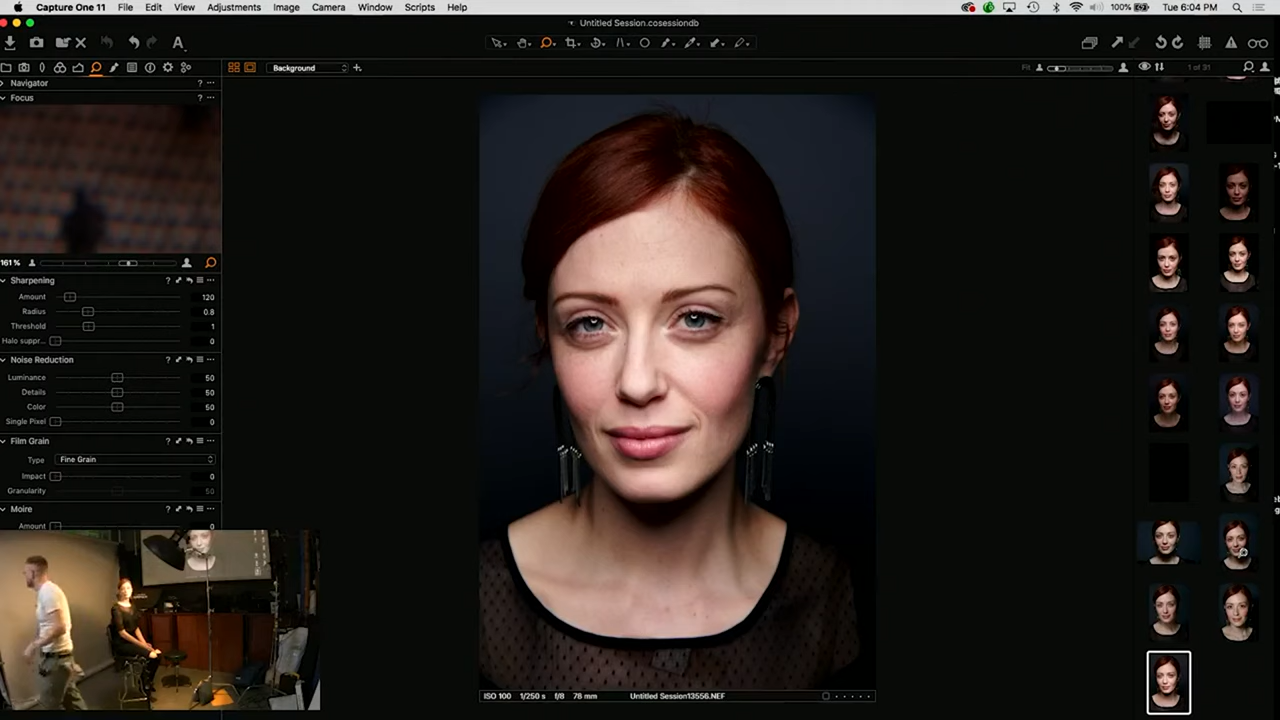 Capture One 11 File Edit View Adjustments Image Camera Window Scripts Help 100% Tue 6:04 PM
Untitled Session.cosessiondb
Background
Fit
1 of 31
Navigator ? ...
Focus ? ...
161 %
Sharpening ? ...
Amount 120
Radius 0.8
Threshold 1
Halo suppr... 0
Noise Reduction ? ...
Luminance 50
Details 50
Color 50
Single Pixel 0
Film Grain ? ...
Type Fine Grain
Impact 0
Granularity 50
Moire ? ...
Amount 0
ISO 100 1/250 s f/8 78 mm Untitled Session13556.NEF